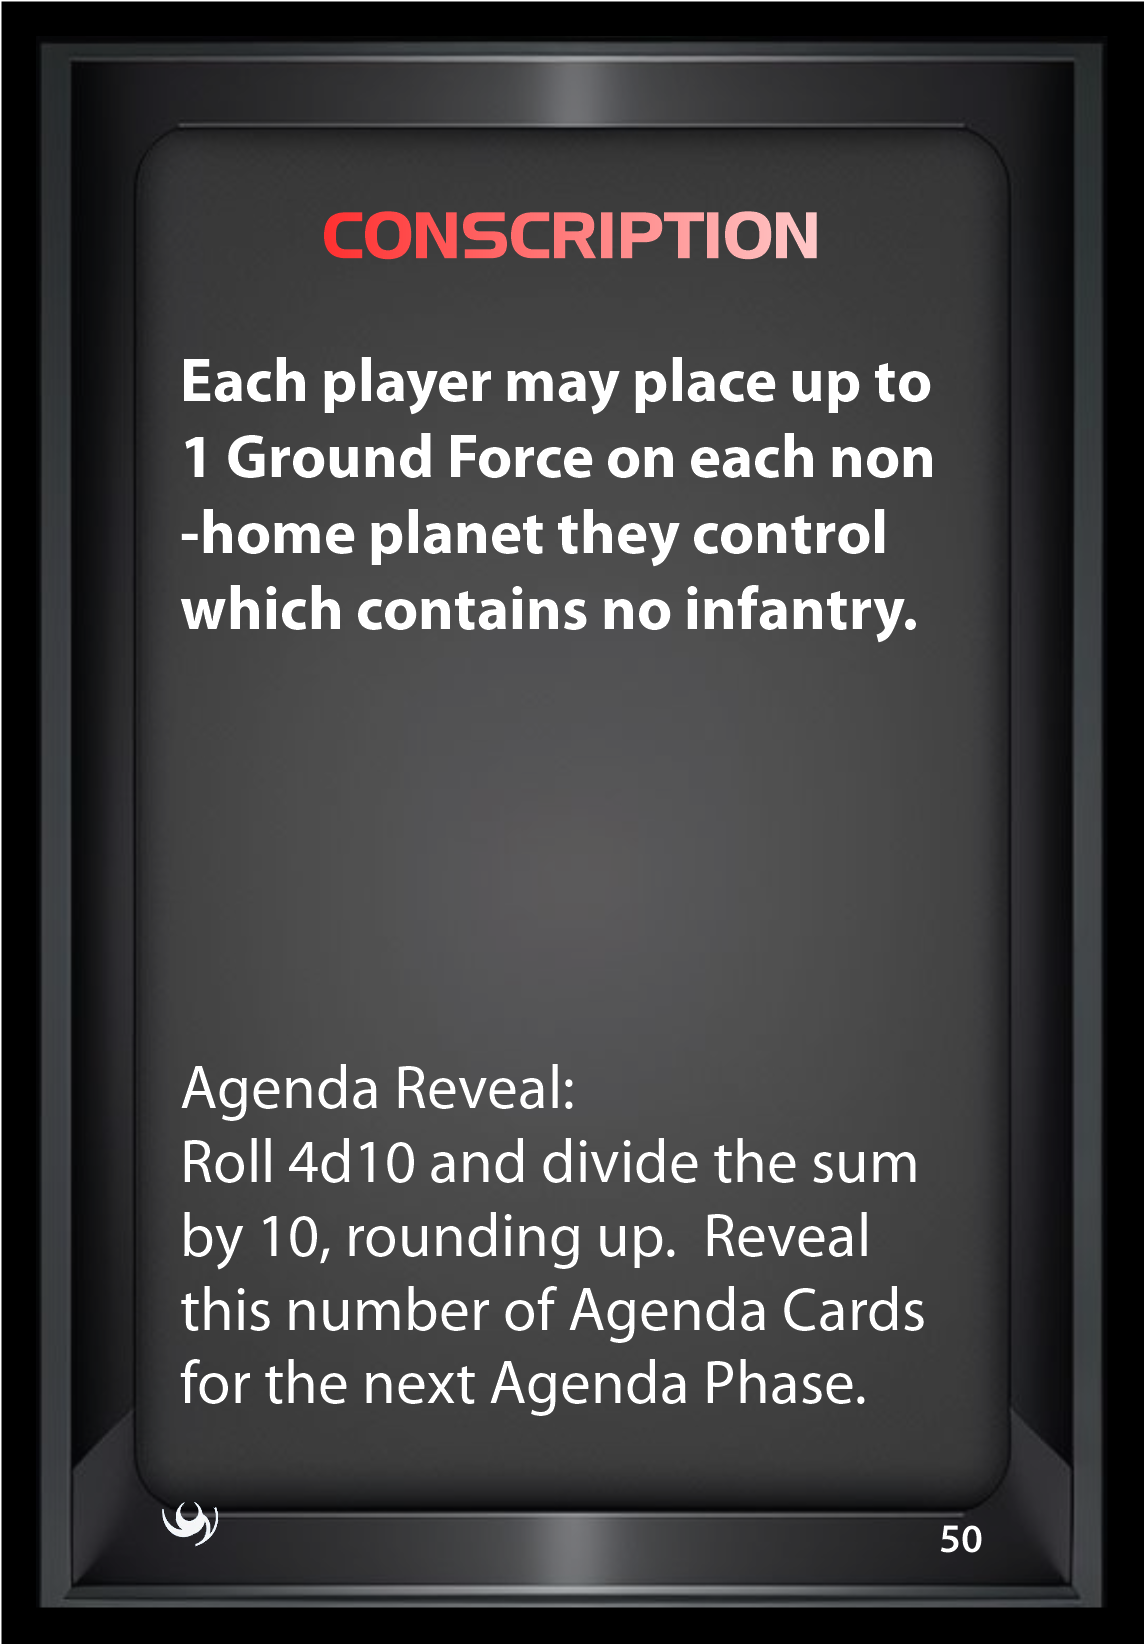 CONSCRIPTION
Each player may place up to
1 Ground Force on each non
-home planet they control
which contains no infantry.
Agenda Reveal:
Roll 4d10 and divide the sum
by 10, rounding up.  Reveal
this number of Agenda Cards
for the next Agenda Phase.
50